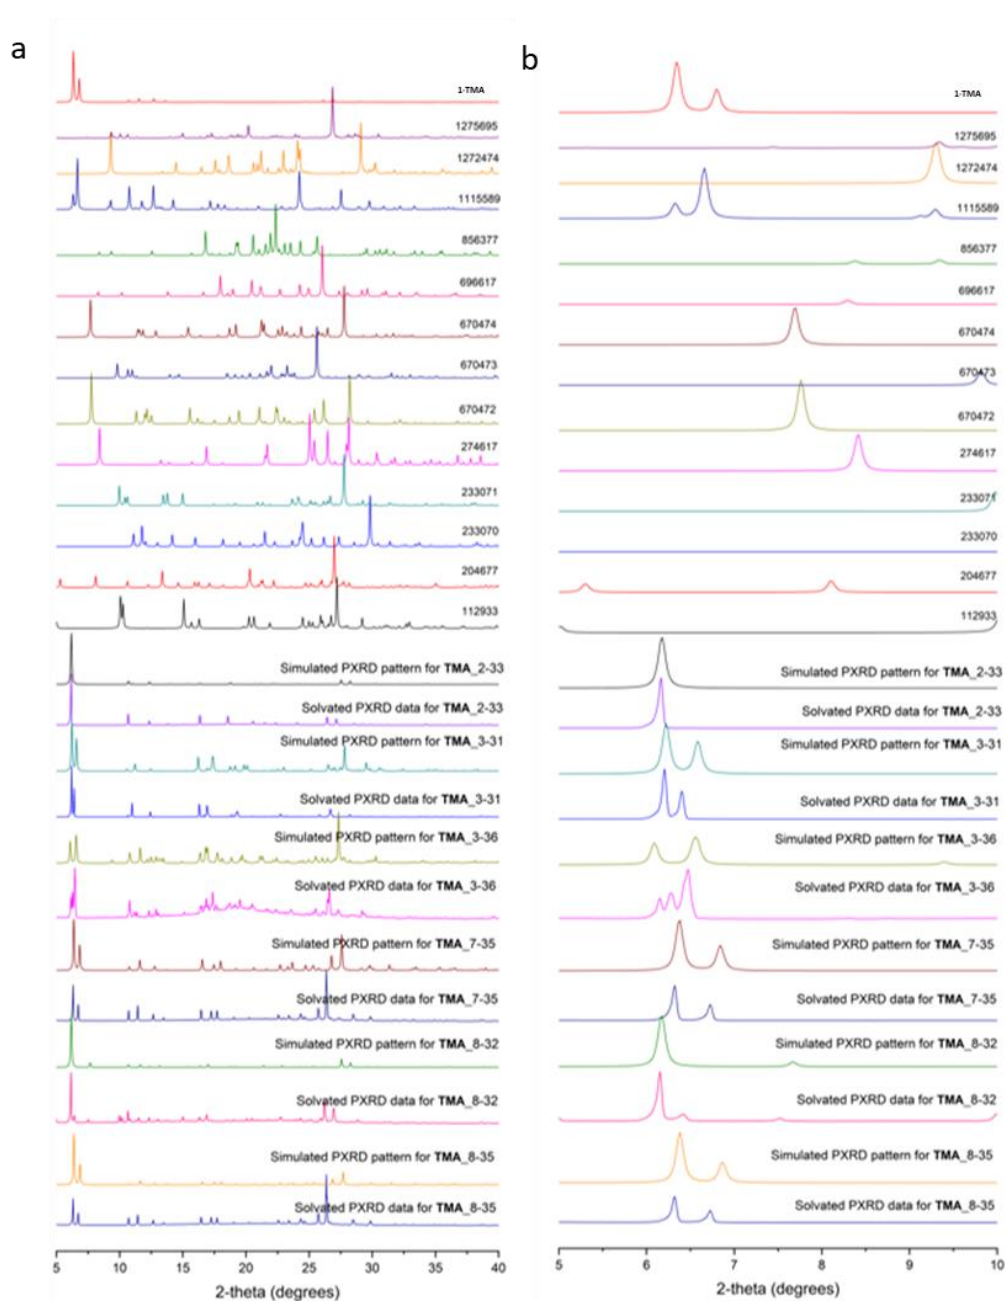 a
1-TMA
1275695
1272474
1115589
856377
696617
670474
670473
670472
274617
233071
233070
204677
112933
Simulated PXRD pattern for TMA_2-33
Solvated PXRD data for TMA_2-33
Simulated PXRD pattern for TMA_3-31
Solvated PXRD data for TMA_3-31
Simulated PXRD pattern for TMA_3-36
Solvated PXRD data for TMA_3-36
Simulated PXRD pattern for TMA_7-35
Solvated PXRD data for TMA_7-35
Simulated PXRD pattern for TMA_8-32
Solvated PXRD data for TMA_8-32
Simulated PXRD pattern for TMA_8-35
Solvated PXRD data for TMA_8-35
5 10 15 20 25 30 35 40
2-theta (degrees)
b
1-TMA
1275695
1272474
1115589
856377
696617
670474
670473
670472
274617
233071
233070
204677
112933
Simulated PXRD pattern for TMA_2-33
Solvated PXRD data for TMA_2-33
Simulated PXRD pattern for TMA_3-31
Solvated PXRD data for TMA_3-31
Simulated PXRD pattern for TMA_3-36
Solvated PXRD data for TMA_3-36
Simulated PXRD pattern for TMA_7-35
Solvated PXRD data for TMA_7-35
Simulated PXRD pattern for TMA_8-32
Solvated PXRD data for TMA_8-32
Simulated PXRD pattern for TMA_8-35
Solvated PXRD data for TMA_8-35
5 6 7 8 9 10
2-theta (degrees)